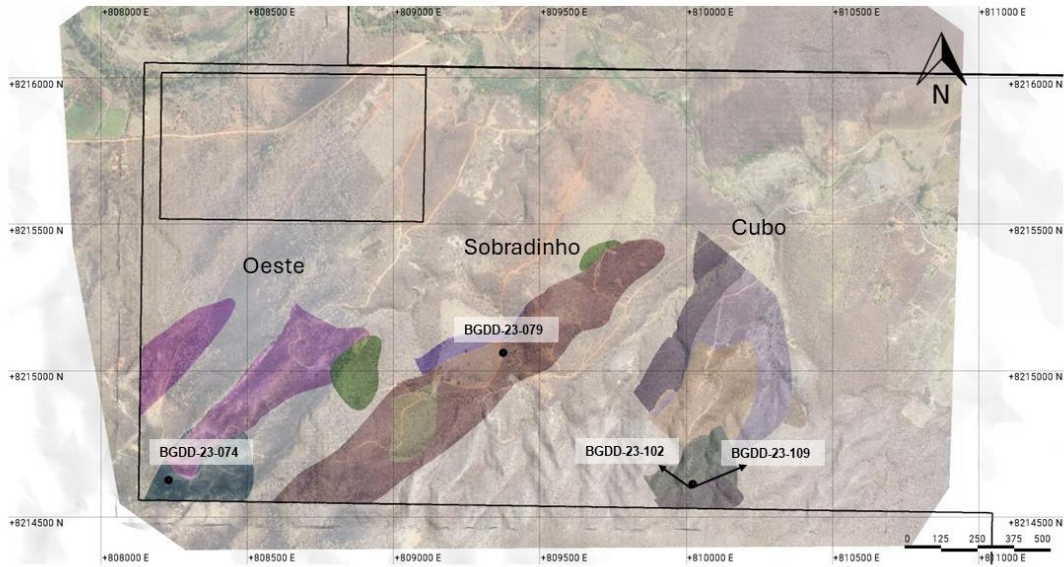 +808000 E
+808500 E
+809000 E
+809500 E
+810000 E
+810500 E
+811000 E
+8216000 N
+8216000 N
N
+8215500 N
+8215500 N
Cubo
Sobradinho
Oeste
BGDD-23-079
+8215000 N
+8215000 N
BGDD-23-074
BGDD-23-102
BGDD-23-109
+8214500 N
+8214500 N
0 125 250 375 500
+808000 E
+808500 E
+809000 E
+809500 E
+810000 E
+810500 E
+811000 E